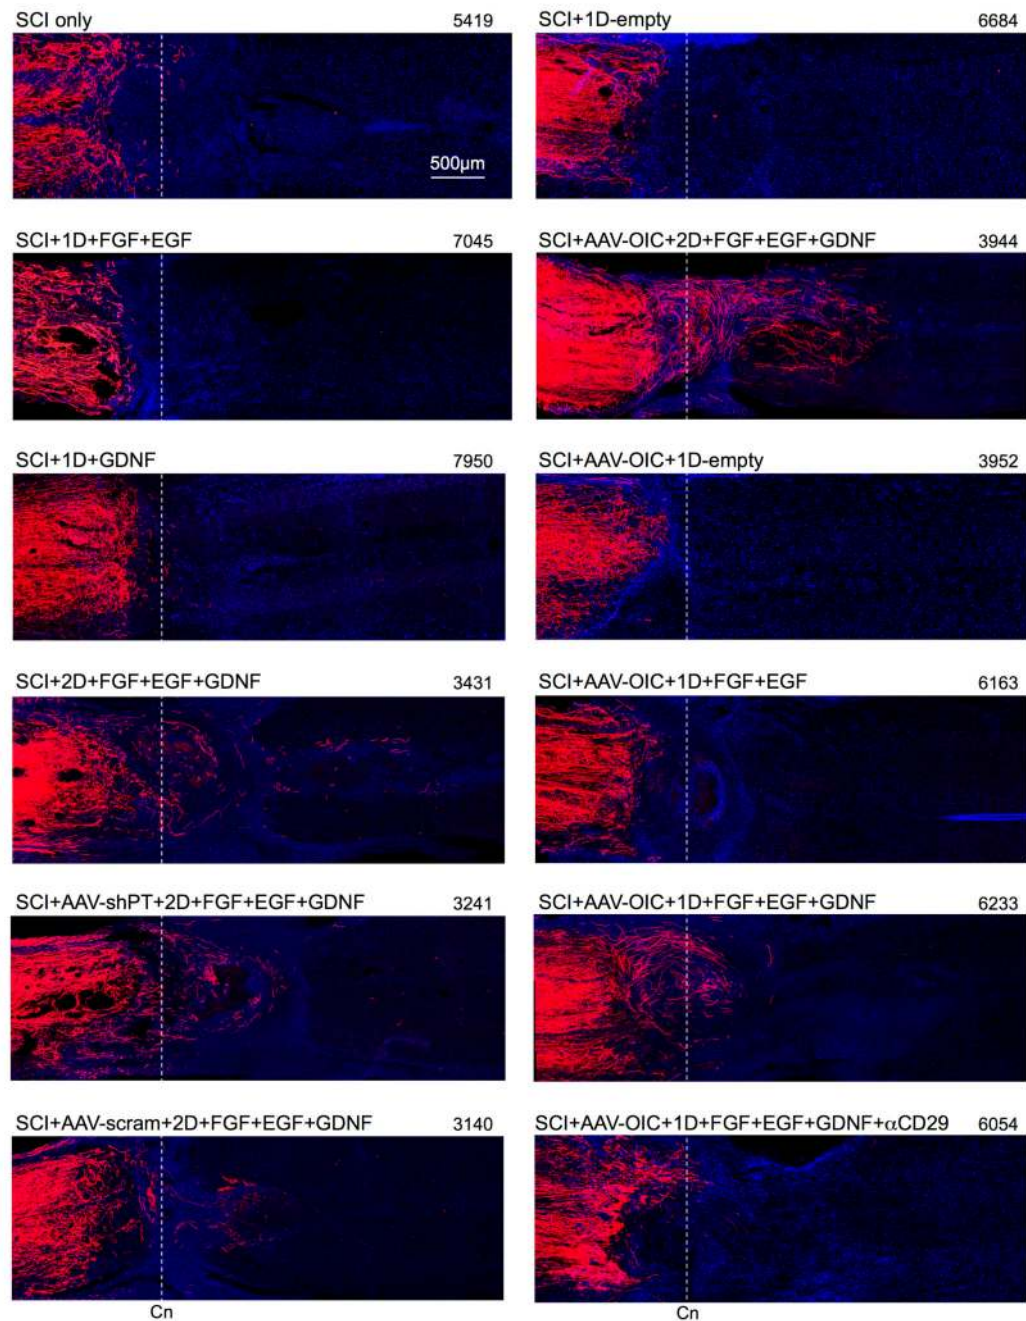 SCI only 5419
500µm
SCI+1D-empty 6684
SCI+1D+FGF+EGF 7045
SCI+AAV-OIC+2D+FGF+EGF+GDNF 3944
SCI+1D+GDNF 7950
SCI+AAV-OIC+1D-empty 3952
SCI+2D+FGF+EGF+GDNF 3431
SCI+AAV-OIC+1D+FGF+EGF 6163
SCI+AAV-shPT+2D+FGF+EGF+GDNF 3241
SCI+AAV-OIC+1D+FGF+EGF+GDNF 6233
SCI+AAV-scram+2D+FGF+EGF+GDNF 3140
SCI+AAV-OIC+1D+FGF+EGF+GDNF+αCD29 6054
Cn
Cn